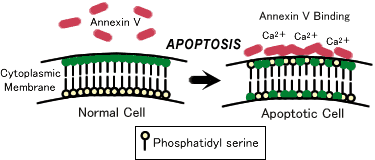 Annexin V
APOPTOSIS
Cytoplasmic
Membrane
Normal Cell
Annexin V Binding
Ca2+ Ca2+ Ca2+
Apoptotic Cell
Phosphatidyl serine